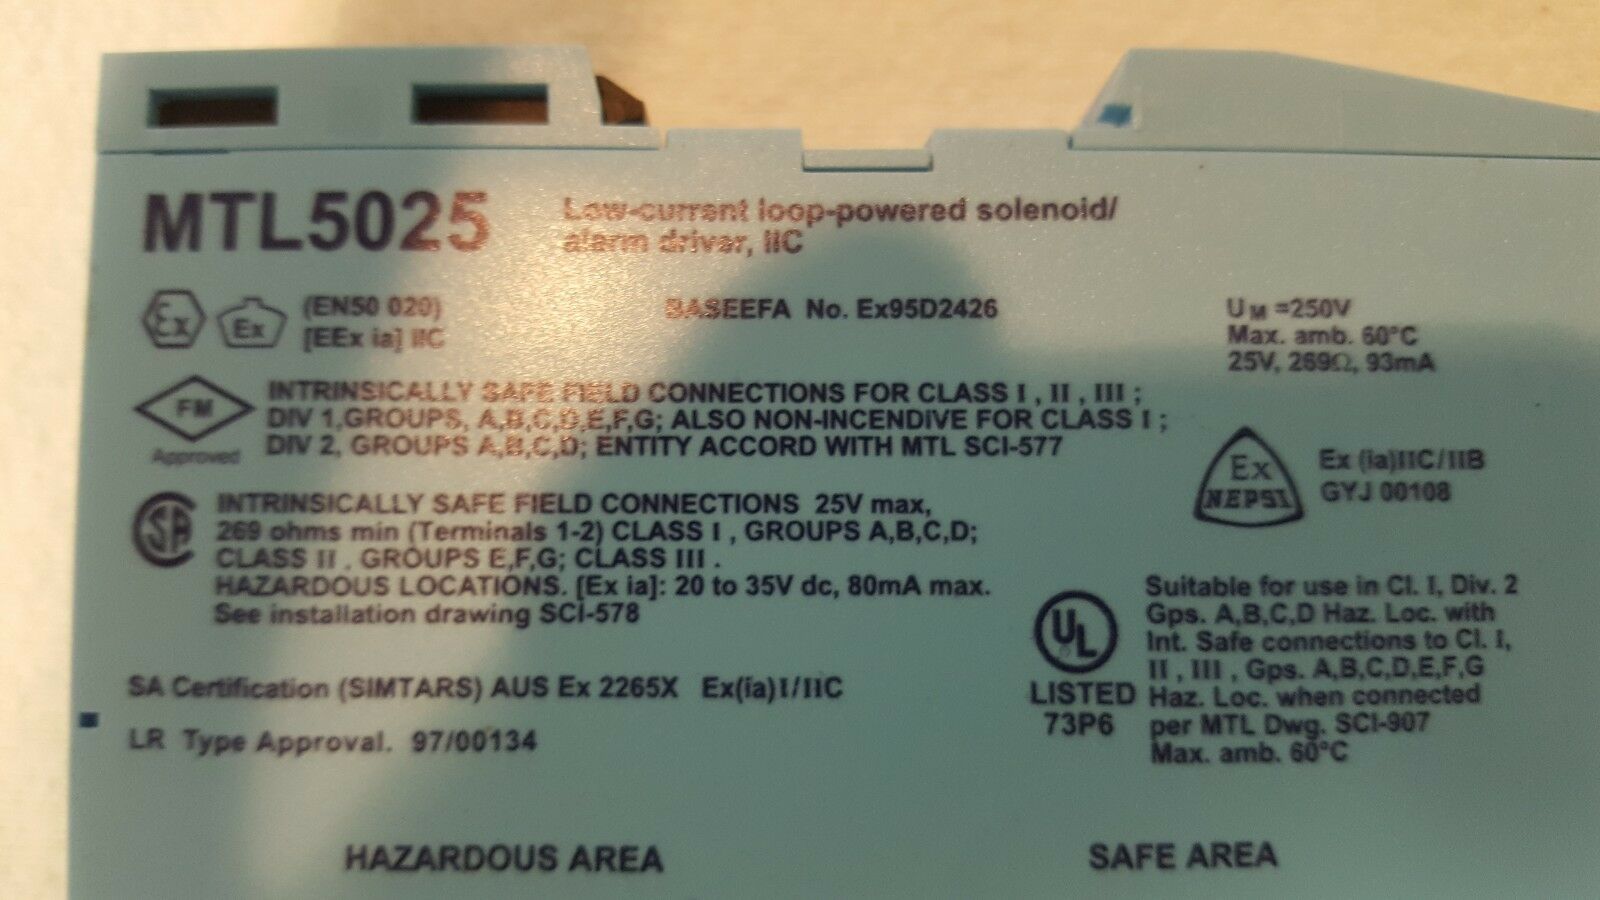 MTL5025
Low-current loop-powered solenoid/
alarm driver, IIC
Ex Ex
(EN50 020)
[EEx ia] IIC
BASEEFA No. Ex95D2426
UM =250V
Max. amb. 60°C
25V, 269Ω, 93mA
FM
Approved
INTRINSICALLY SAFE FIELD CONNECTIONS FOR CLASS I , II , III ;
DIV 1,GROUPS, A,B,C,D,E,F,G; ALSO NON-INCENDIVE FOR CLASS I ;
DIV 2, GROUPS A,B,C,D; ENTITY ACCORD WITH MTL SCI-577
Ex
NEPSI
Ex (ia)IIC/IIB
GYJ 00108
SA
INTRINSICALLY SAFE FIELD CONNECTIONS 25V max,
269 ohms min (Terminals 1-2) CLASS I , GROUPS A,B,C,D;
CLASS II . GROUPS E,F,G; CLASS III .
HAZARDOUS LOCATIONS. [Ex ia]: 20 to 35V dc, 80mA max.
See installation drawing SCI-578
UL
LISTED
73P6
Suitable for use in Cl. I, Div. 2
Gps. A,B,C,D Haz. Loc. with
Int. Safe connections to Cl. I,
II , III , Gps. A,B,C,D,E,F,G
Haz. Loc. when connected
per MTL Dwg. SCI-907
Max. amb. 60°C
SA Certification (SIMTARS) AUS Ex 2265X Ex(ia)I/IIC
LR Type Approval. 97/00134
HAZARDOUS AREA
SAFE AREA